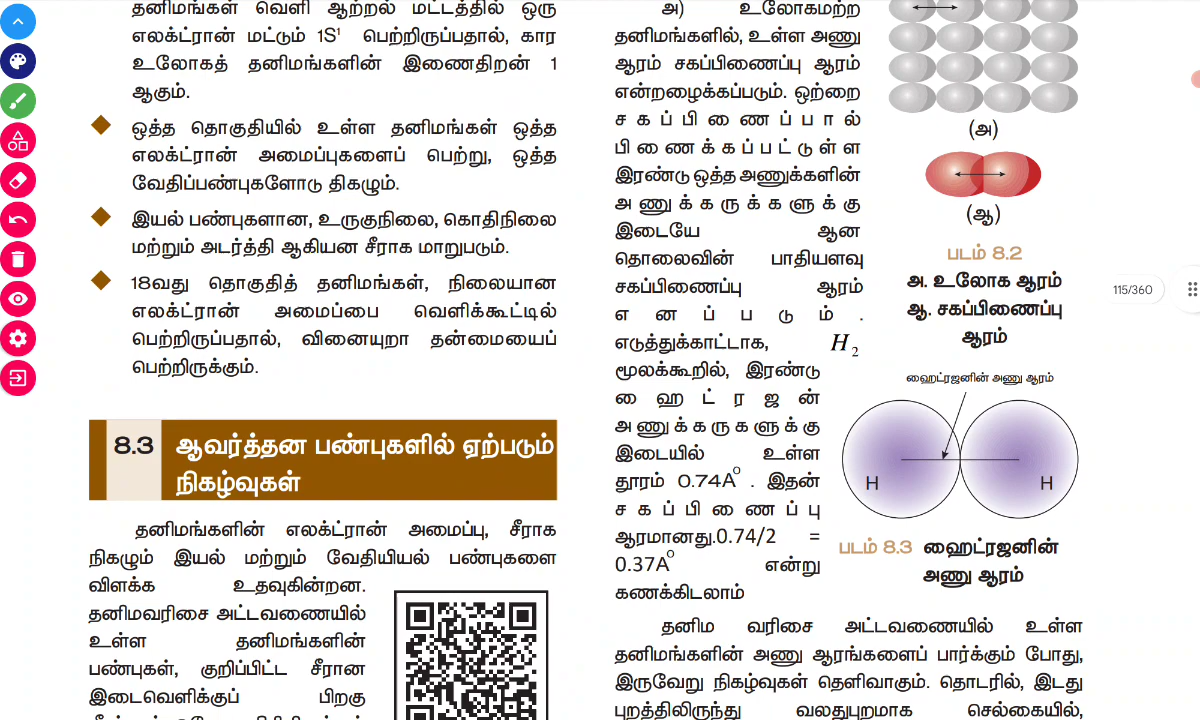 தனிமங்கள் வெளி ஆற்றல் மட்டத்தில் ஒரு
எலக்ட்ரான் மட்டும் 1S¹ பெற்றிருப்பதால், கார
உலோகத் தனிமங்களின் இணைதிறன் 1
ஆகும்.
ஒத்த தொகுதியில் உள்ள தனிமங்கள் ஒத்த
எலக்ட்ரான் அமைப்புகளைப் பெற்று, ஒத்த
வேதிப்பண்புகளோடு திகழும்.
இயல் பண்புகளான, உருகுநிலை, கொதிநிலை
மற்றும் அடர்த்தி ஆகியன சீராக மாறுபடும்.
18வது தொகுதித் தனிமங்கள், நிலையான
எலக்ட்ரான் அமைப்பை வெளிக்கூட்டில்
பெற்றிருப்பதால், வினையுறா தன்மையைப்
பெற்றிருக்கும்.
8.3 ஆவர்த்தன பண்புகளில் ஏற்படும்
நிகழ்வுகள்
தனிமங்களின் எலக்ட்ரான் அமைப்பு, சீராக
நிகழும் இயல் மற்றும் வேதியியல் பண்புகளை
விளக்க உதவுகின்றன.
தனிமவரிசை அட்டவணையில்
உள்ள தனிமங்களின்
பண்புகள், குறிப்பிட்ட சீரான
இடைவெளிக்குப் பிறகு
அ) உலோகமற்ற
தனிமங்களில், உள்ள அணு
ஆரம் சகப்பிணைப்பு ஆரம்
என்றழைக்கப்படும். ஒற்றை
சகப்பிணைப்பால்
பிணைக்கப்பட்டுள்ள
இரண்டு ஒத்த அணுக்களின்
அணுக்கருக்களுக்கு
இடையே ஆன
தொலைவின் பாதியளவு
சகப்பிணைப்பு ஆரம்
எனப்படும்.
எடுத்துக்காட்டாக, H₂
மூலக்கூறில், இரண்டு
ஹைட்ரஜன்
அணுக்கருகளுக்கு
இடையில் உள்ள
தூரம் 0.74A⁰ . இதன்
சகப்பிணைப்பு
ஆரமானது.0.74/2 =
0.37A⁰ என்று
கணக்கிடலாம்
(அ)
(ஆ)
படம் 8.2
அ. உலோக ஆரம்
ஆ. சகப்பிணைப்பு
ஆரம்
ஹைட்ரஜனின் அணு ஆரம்
H H
படம் 8.3 ஹைட்ரஜனின்
அணு ஆரம்
தனிம வரிசை அட்டவணையில் உள்ள
தனிமங்களின் அணு ஆரங்களைப் பார்க்கும் போது,
இருவேறு நிகழ்வுகள் தெளிவாகும். தொடரில், இடது
புறத்திலிருந்து வலதுபுறமாக செல்கையில்,
115/360